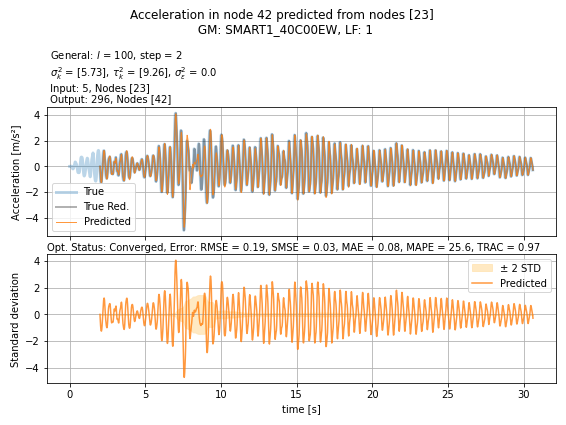 Acceleration in node 42 predicted from nodes [23]
GM: SMART1_40C00EW, LF: 1
General: l = 100, step = 2
σ²_k = [5.73], τ²_k = [9.26], σ²_ε = 0.0
Input: 5, Nodes [23]
Output: 296, Nodes [42]
Acceleration [m/s²]
4
2
0
−2
−4
True
True Red.
Predicted
Opt. Status: Converged, Error: RMSE = 0.19, SMSE = 0.03, MAE = 0.08, MAPE = 25.6, TRAC = 0.97
Standard deviation
4
2
0
−2
−4
± 2 STD
Predicted
0 5 10 15 20 25 30
time [s]